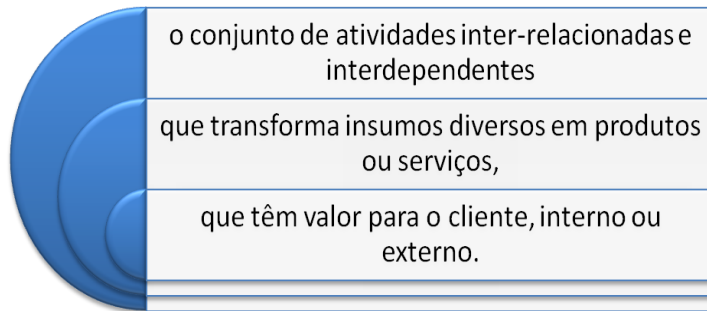 o conjunto de atividades inter-relacionadas e
interdependentes
que transforma insumos diversos em produtos
ou serviços,
que têm valor para o cliente, interno ou
externo.